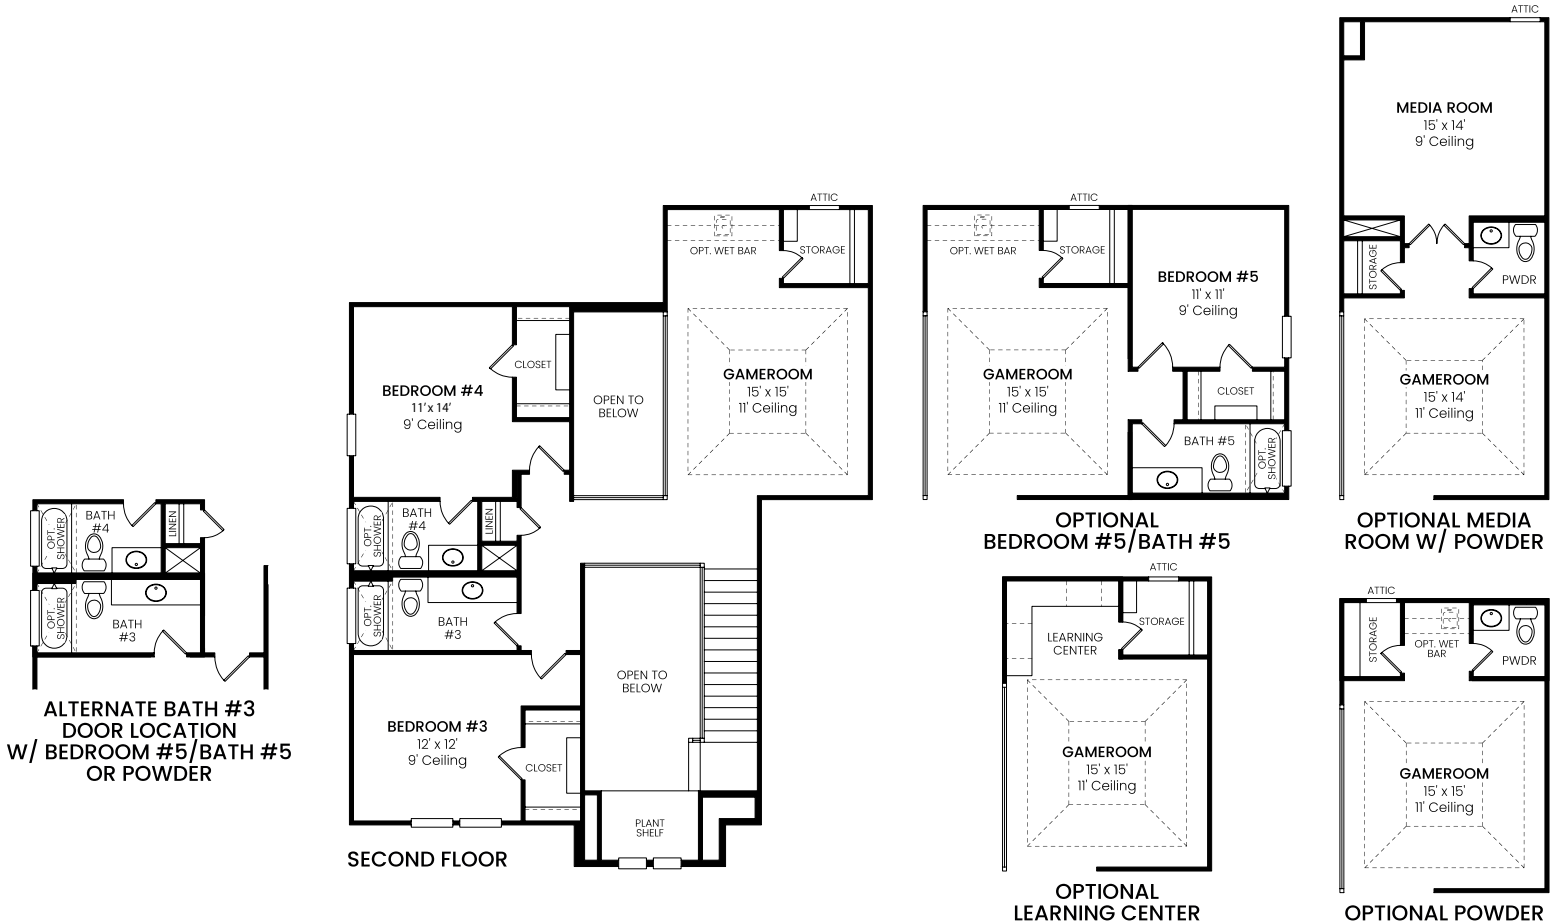 OPT.
SHOWER
BATH
#4
LINEN
OPT.
SHOWER
BATH
#3
ALTERNATE BATH #3
DOOR LOCATION
W/ BEDROOM #5/BATH #5
OR POWDER
ATTIC
OPT. WET BAR
STORAGE
GAMEROOM
15' x 15'
11' Ceiling
OPEN TO
BELOW
CLOSET
BEDROOM #4
11' x 14'
9' Ceiling
OPT.
SHOWER
BATH
#4
LINEN
OPT.
SHOWER
BATH
#3
OPEN TO
BELOW
BEDROOM #3
12' x 12'
9' Ceiling
CLOSET
PLANT
SHELF
SECOND FLOOR
ATTIC
OPT. WET BAR
STORAGE
BEDROOM #5
11' x 11'
9' Ceiling
GAMEROOM
15' x 15'
11' Ceiling
CLOSET
BATH #5
OPT.
SHOWER
OPTIONAL
BEDROOM #5/BATH #5
ATTIC
LEARNING
CENTER
STORAGE
GAMEROOM
15' x 15'
11' Ceiling
OPTIONAL
LEARNING CENTER
ATTIC
MEDIA ROOM
15' x 14'
9' Ceiling
STORAGE
PWDR
GAMEROOM
15' x 14'
11' Ceiling
OPTIONAL MEDIA
ROOM W/ POWDER
ATTIC
STORAGE
OPT. WET
BAR
PWDR
GAMEROOM
15' x 15'
11' Ceiling
OPTIONAL POWDER